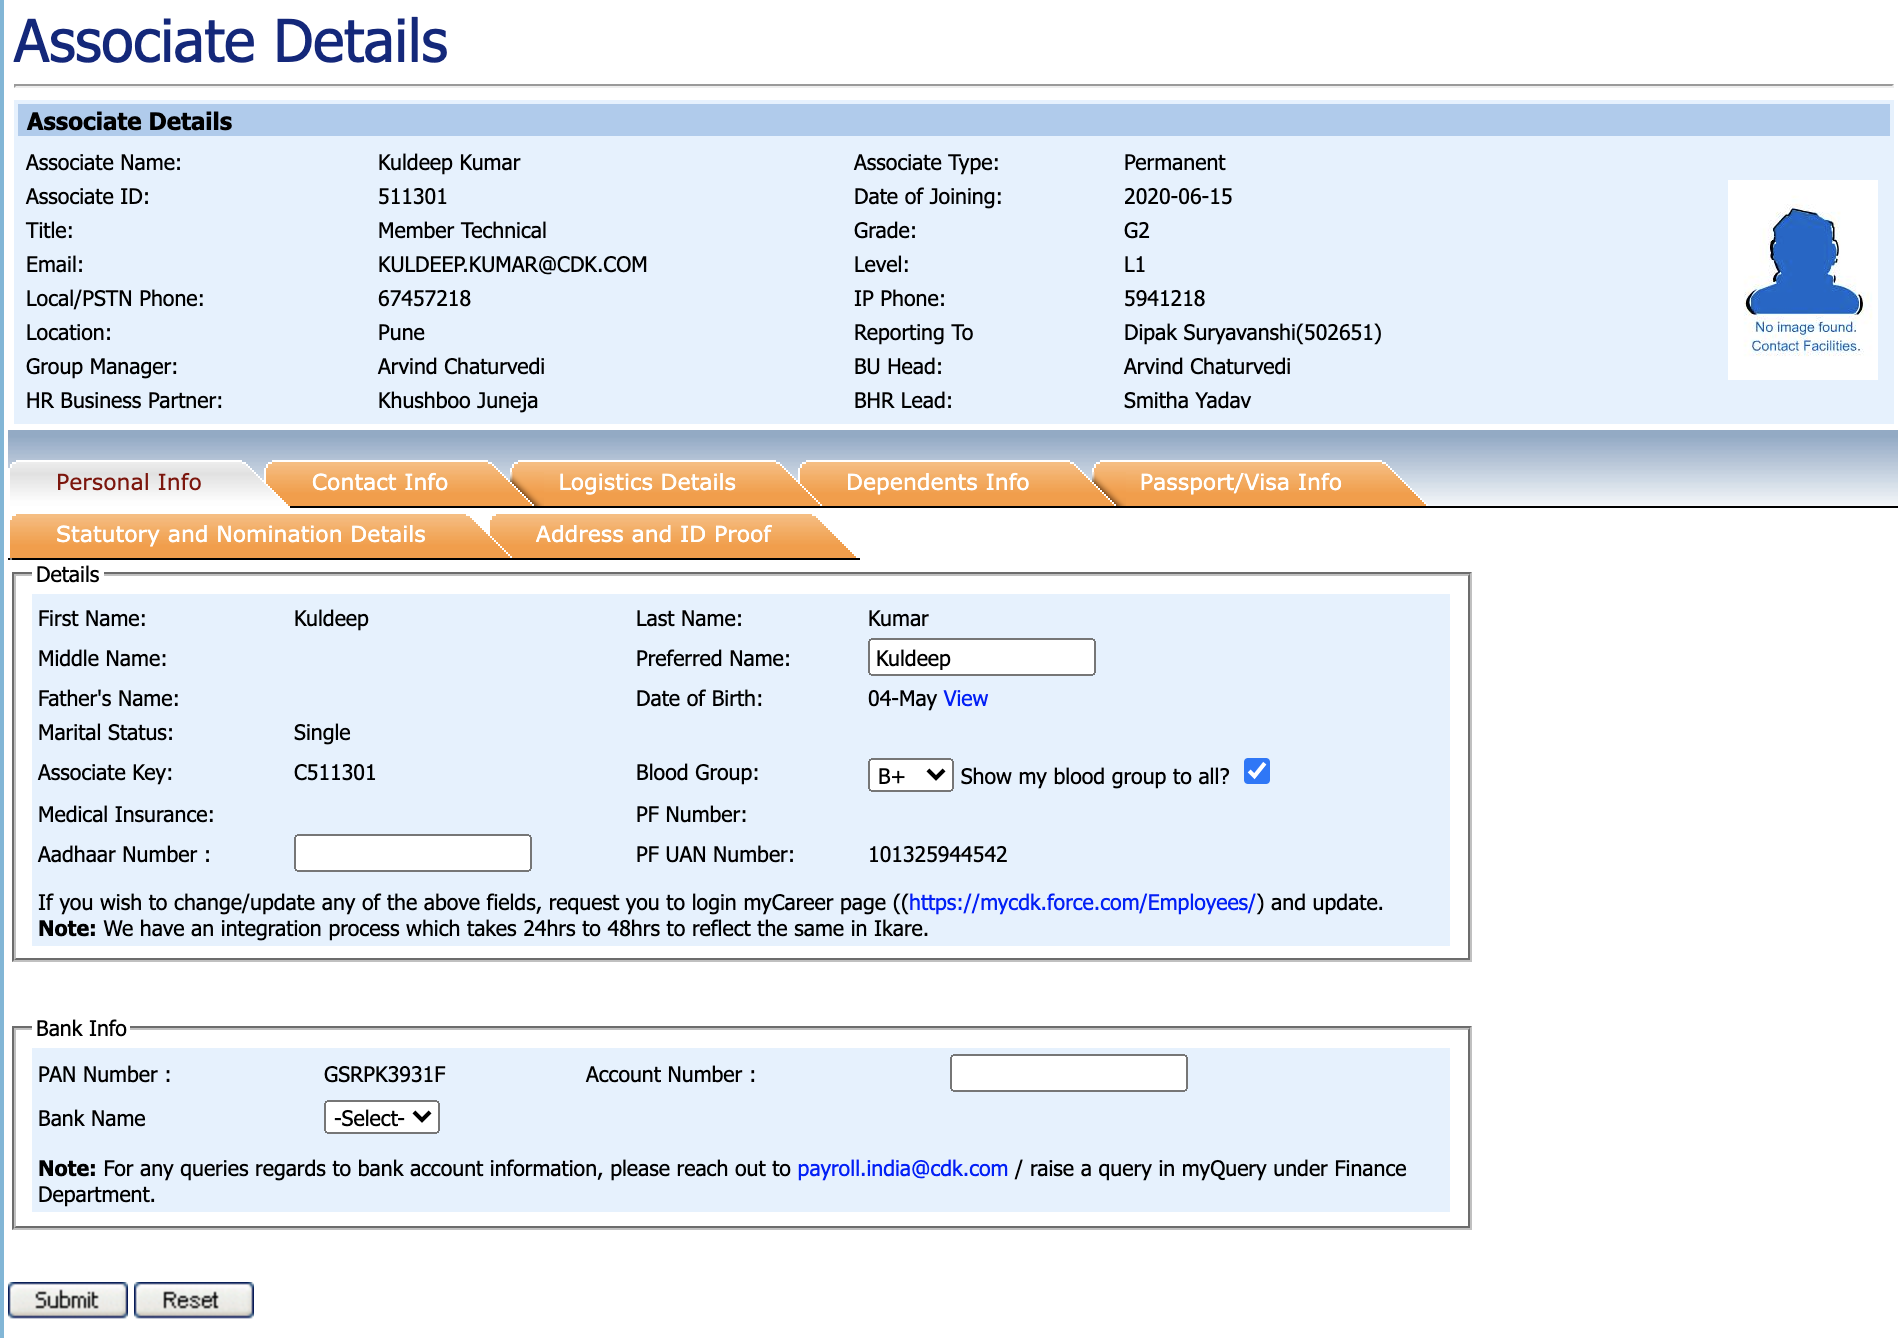 Associate Details
Associate Details
Associate Name: Kuldeep Kumar Associate Type: Permanent
Associate ID: 511301 Date of Joining: 2020-06-15
Title: Member Technical Grade: G2
Email: KULDEEP.KUMAR@CDK.COM Level: L1
Local/PSTN Phone: 67457218 IP Phone: 5941218
Location: Pune Reporting To Dipak Suryavanshi(502651)
Group Manager: Arvind Chaturvedi BU Head: Arvind Chaturvedi
HR Business Partner: Khushboo Juneja BHR Lead: Smitha Yadav
No image found.
Contact Facilities.
Personal Info Contact Info Logistics Details Dependents Info Passport/Visa Info
Statutory and Nomination Details Address and ID Proof
Details
First Name: Kuldeep Last Name: Kumar
Middle Name: Preferred Name: Kuldeep
Father's Name: Date of Birth: 04-May View
Marital Status: Single
Associate Key: C511301 Blood Group: B+ Show my blood group to all?
Medical Insurance: PF Number:
Aadhaar Number : PF UAN Number: 101325944542
If you wish to change/update any of the above fields, request you to login myCareer page ((https://mycdk.force.com/Employees/) and update.
Note: We have an integration process which takes 24hrs to 48hrs to reflect the same in Ikare.
Bank Info
PAN Number : GSRPK3931F Account Number :
Bank Name -Select-
Note: For any queries regards to bank account information, please reach out to payroll.india@cdk.com / raise a query in myQuery under Finance
Department.
Submit Reset